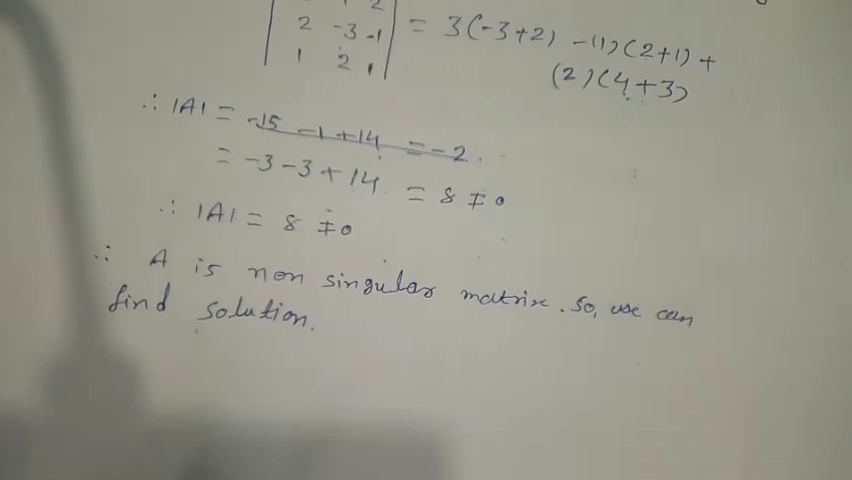 2
2 -3 -1 = 3(-3+2) -(1)(2+1) +
1 2 1 (2)(4+3)
∴ |A| = -15 -1 +14 = -2.
= -3 -3 + 14 = 8 ≠ 0
∴ |A| = 8 ≠ 0
∴ A is non singular matrix. So, we can
find solution.